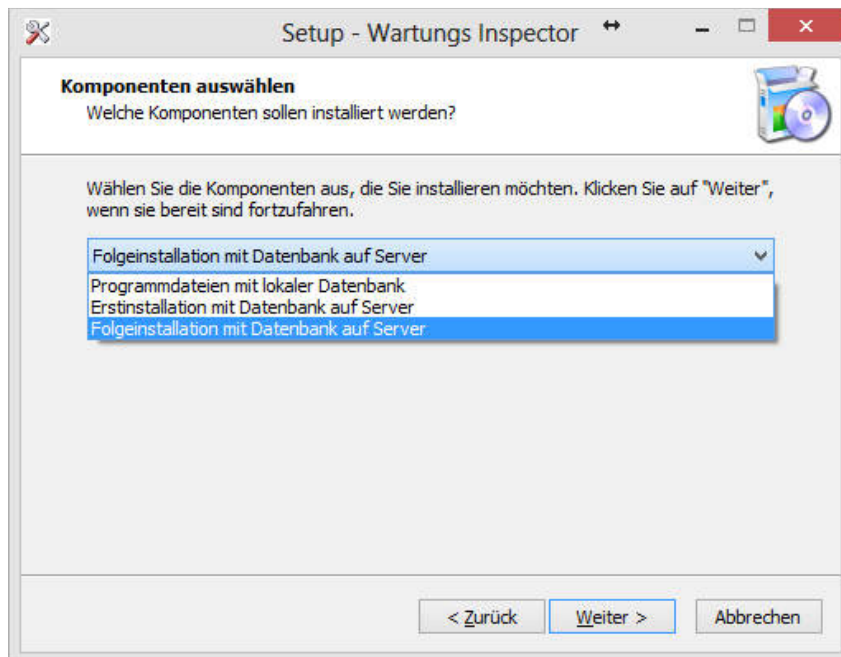 Setup - Wartungs Inspector
Komponenten auswählen
Welche Komponenten sollen installiert werden?
Wählen Sie die Komponenten aus, die Sie installieren möchten. Klicken Sie auf "Weiter",
wenn sie bereit sind fortzufahren.
Folgeinstallation mit Datenbank auf Server
Programmdateien mit lokaler Datenbank
Erstinstallation mit Datenbank auf Server
Folgeinstallation mit Datenbank auf Server
< Zurück
Weiter >
Abbrechen